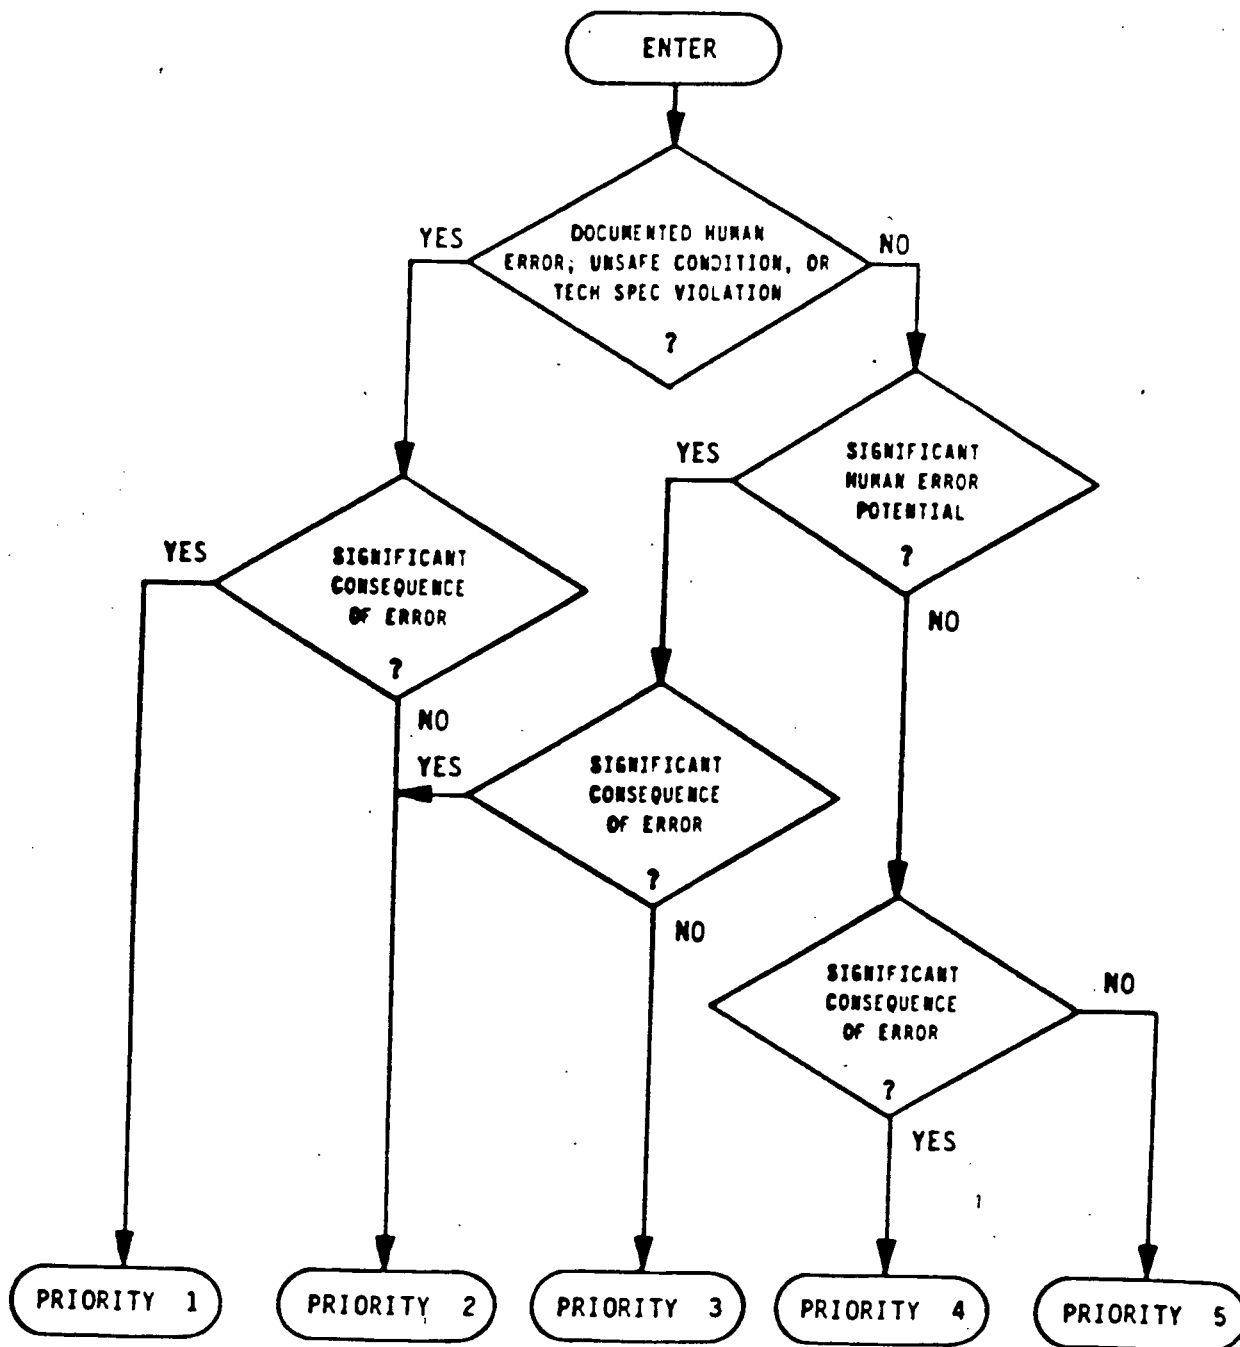 ENTER
YES
DOCUMENTED HUMAN
ERROR; UNSAFE CONDITION, OR
TECH SPEC VIOLATION
?
NO
YES
SIGNIFICANT
HUMAN ERROR
POTENTIAL
?
NO
YES
SIGNIFICANT
CONSEQUENCE
OF ERROR
?
NO
YES
SIGNIFICANT
CONSEQUENCE
OF ERROR
?
NO
SIGNIFICANT
CONSEQUENCE
OF ERROR
?
NO
YES
PRIORITY 1
PRIORITY 2
PRIORITY 3
PRIORITY 4
PRIORITY 5